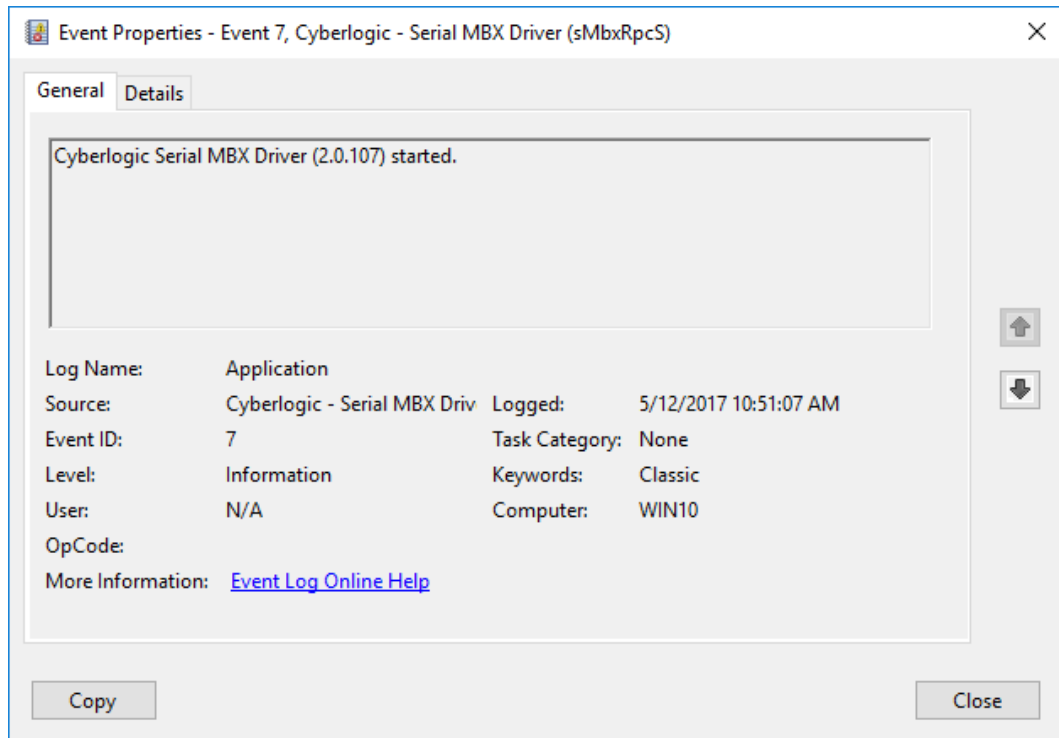 Event Properties - Event 7, Cyberlogic - Serial MBX Driver (sMbxRpcS)
General Details
Cyberlogic Serial MBX Driver (2.0.107) started.
Log Name: Application
Source: Cyberlogic - Serial MBX Driv Logged: 5/12/2017 10:51:07 AM
Event ID: 7 Task Category: None
Level: Information Keywords: Classic
User: N/A Computer: WIN10
OpCode:
More Information: Event Log Online Help
Copy Close